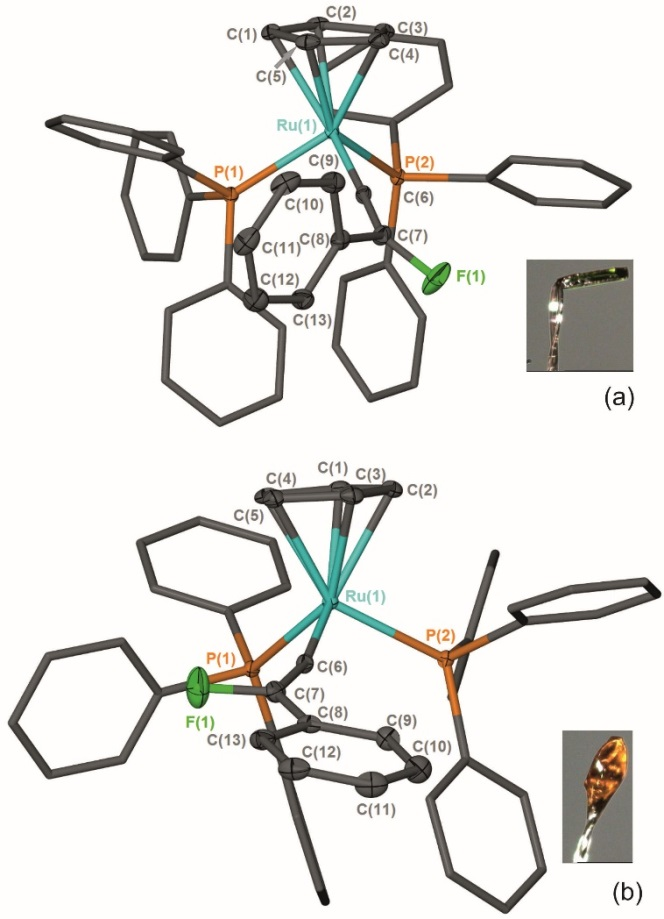 C(2)
C(1)
C(3)
C(4)
C(5)
Ru(1)
C(9)
P(1)
P(2)
C(10)
C(6)
C(8)
C(7)
C(11)
C(12)
F(1)
C(13)
(a)
C(1)
C(4)
C(3)
C(2)
C(5)
Ru(1)
P(1)
P(2)
C(6)
C(7)
F(1)
C(8)
C(13)
C(9)
C(12)
C(10)
C(11)
(b)